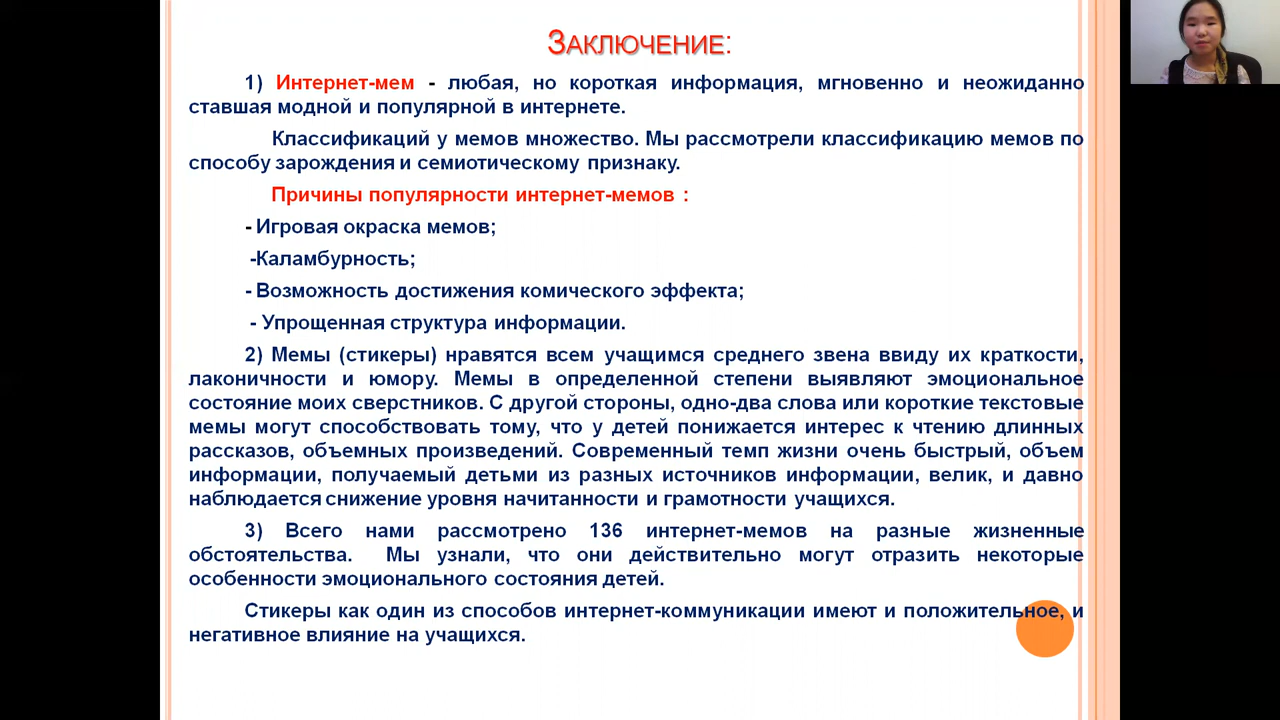 Заключение:
1) Интернет-мем - любая, но короткая информация, мгновенно и неожиданно
ставшая модной и популярной в интернете.
Классификаций у мемов множество. Мы рассмотрели классификацию мемов по
способу зарождения и семиотическому признаку.
Причины популярности интернет-мемов :
- Игровая окраска мемов;
-Каламбурность;
- Возможность достижения комического эффекта;
- Упрощенная структура информации.
2) Мемы (стикеры) нравятся всем учащимся среднего звена ввиду их краткости,
лаконичности и юмору. Мемы в определенной степени выявляют эмоциональное
состояние моих сверстников. С другой стороны, одно-два слова или короткие текстовые
мемы могут способствовать тому, что у детей понижается интерес к чтению длинных
рассказов, объемных произведений. Современный темп жизни очень быстрый, объем
информации, получаемый детьми из разных источников информации, велик, и давно
наблюдается снижение уровня начитанности и грамотности учащихся.
3) Всего нами рассмотрено 136 интернет-мемов на разные жизненные
обстоятельства. Мы узнали, что они действительно могут отразить некоторые
особенности эмоционального состояния детей.
Стикеры как один из способов интернет-коммуникации имеют и положительное, и
негативное влияние на учащихся.